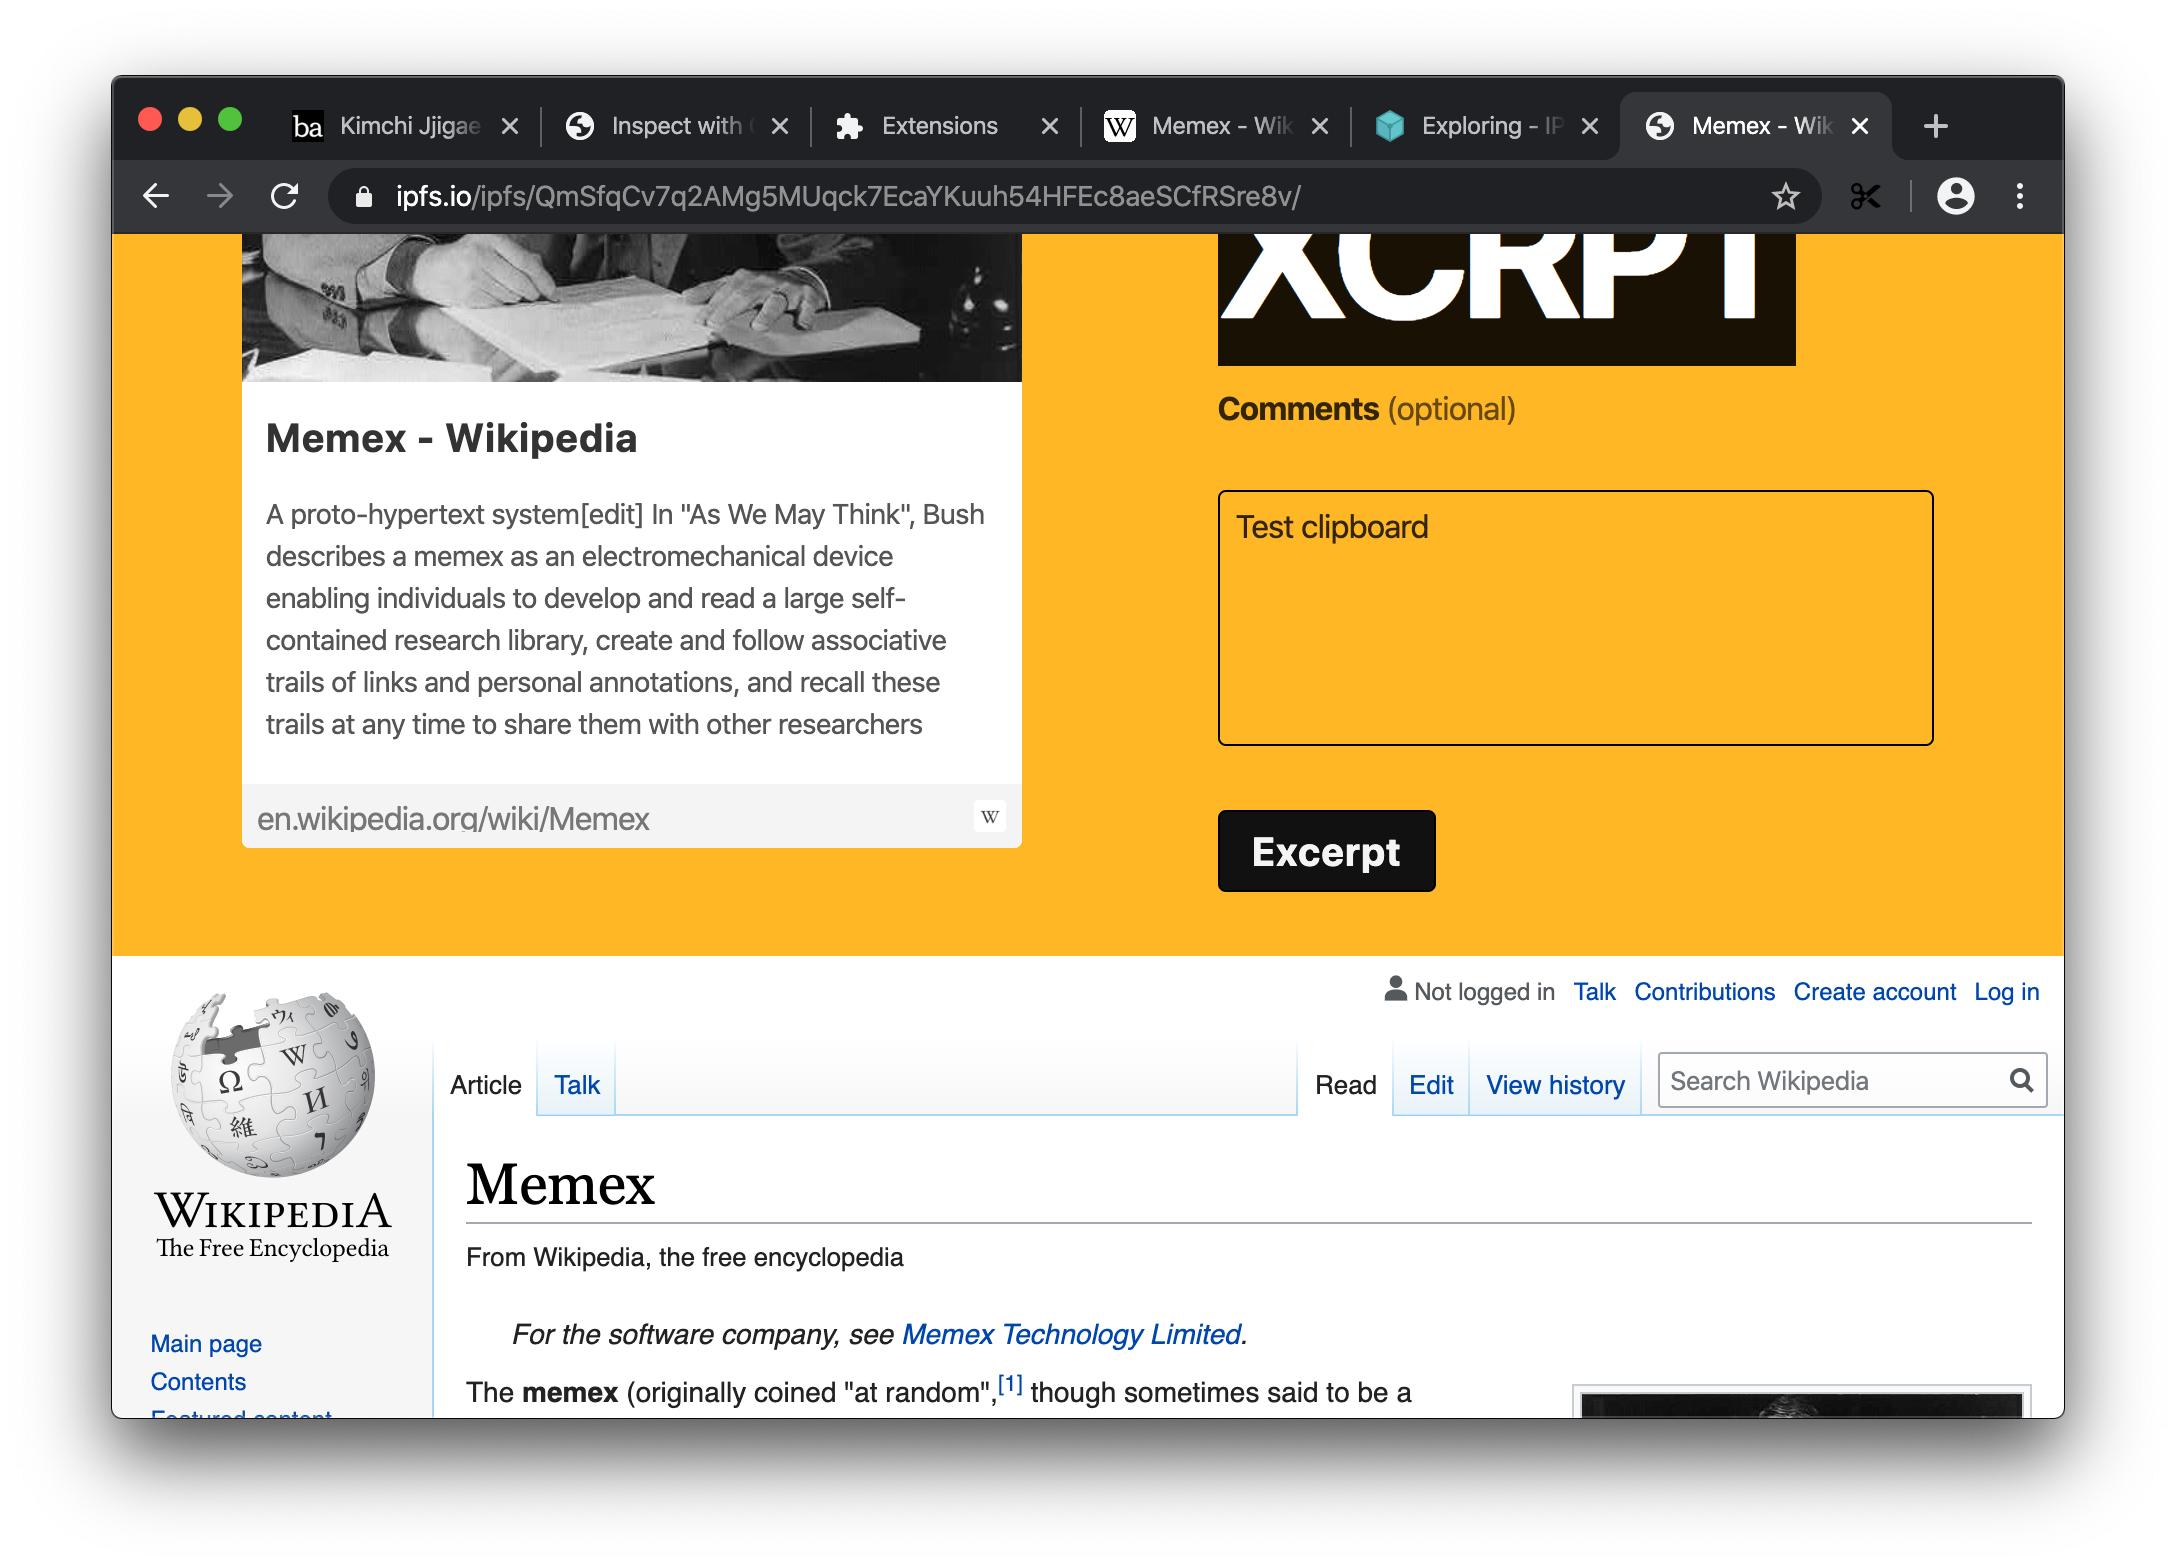 ba Kimchi Jjigae
Inspect with
Extensions
W Memex - Wik
Exploring - IP
Memex - Wik
ipfs.io/ipfs/QmSfqCv7q2AMg5MUqck7EcaYKuuh54HFEc8aeSCfRSre8v/
XCRPT
Memex - Wikipedia
A proto-hypertext system[edit] In "As We May Think", Bush
describes a memex as an electromechanical device
enabling individuals to develop and read a large self-
contained research library, create and follow associative
trails of links and personal annotations, and recall these
trails at any time to share them with other researchers
en.wikipedia.org/wiki/Memex W
Comments (optional)
Test clipboard
Excerpt
Not logged in Talk Contributions Create account Log in
Article Talk Read Edit View history Search Wikipedia
WIKIPEDIA
The Free Encyclopedia
Main page
Contents
Featured content
Memex
From Wikipedia, the free encyclopedia
For the software company, see Memex Technology Limited.
The memex (originally coined "at random",[1] though sometimes said to be a